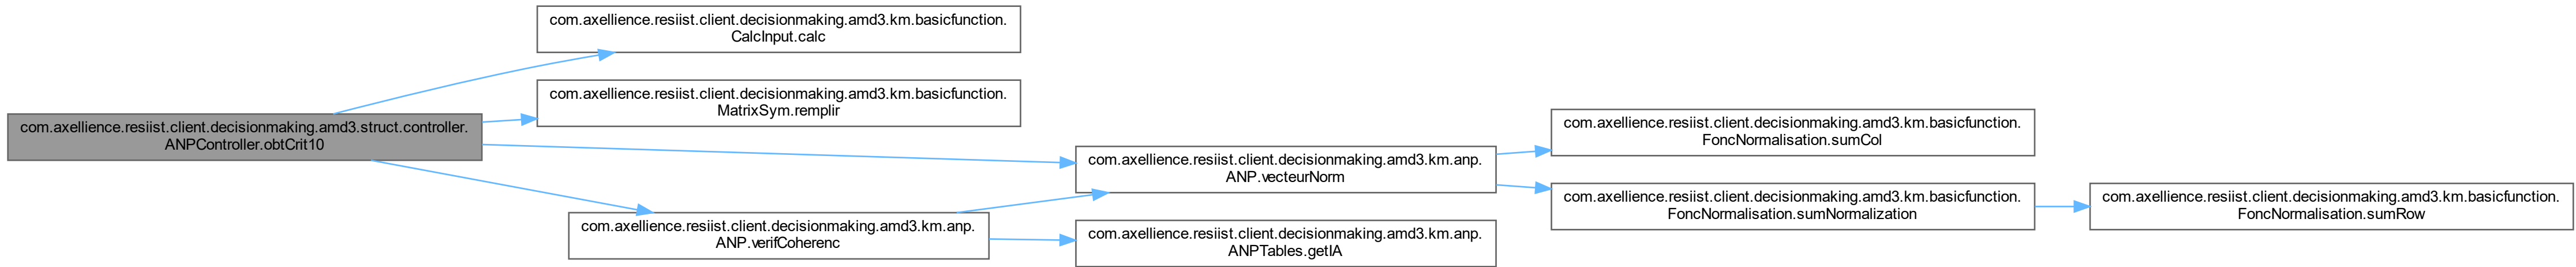 com.axellience.resiist.client.decisionmaking.amd3.struct.controller.
ANPController.obtCrit10
com.axellience.resiist.client.decisionmaking.amd3.km.basicfunction.
CalcInput.calc
com.axellience.resiist.client.decisionmaking.amd3.km.basicfunction.
MatrixSym.remplir
com.axellience.resiist.client.decisionmaking.amd3.km.anp.
ANP.verifCoherenc
com.axellience.resiist.client.decisionmaking.amd3.km.anp.
ANP.vecteurNorm
com.axellience.resiist.client.decisionmaking.amd3.km.anp.
ANPTables.getIA
com.axellience.resiist.client.decisionmaking.amd3.km.basicfunction.
FoncNormalisation.sumCol
com.axellience.resiist.client.decisionmaking.amd3.km.basicfunction.
FoncNormalisation.sumNormalization
com.axellience.resiist.client.decisionmaking.amd3.km.basicfunction.
FoncNormalisation.sumRow